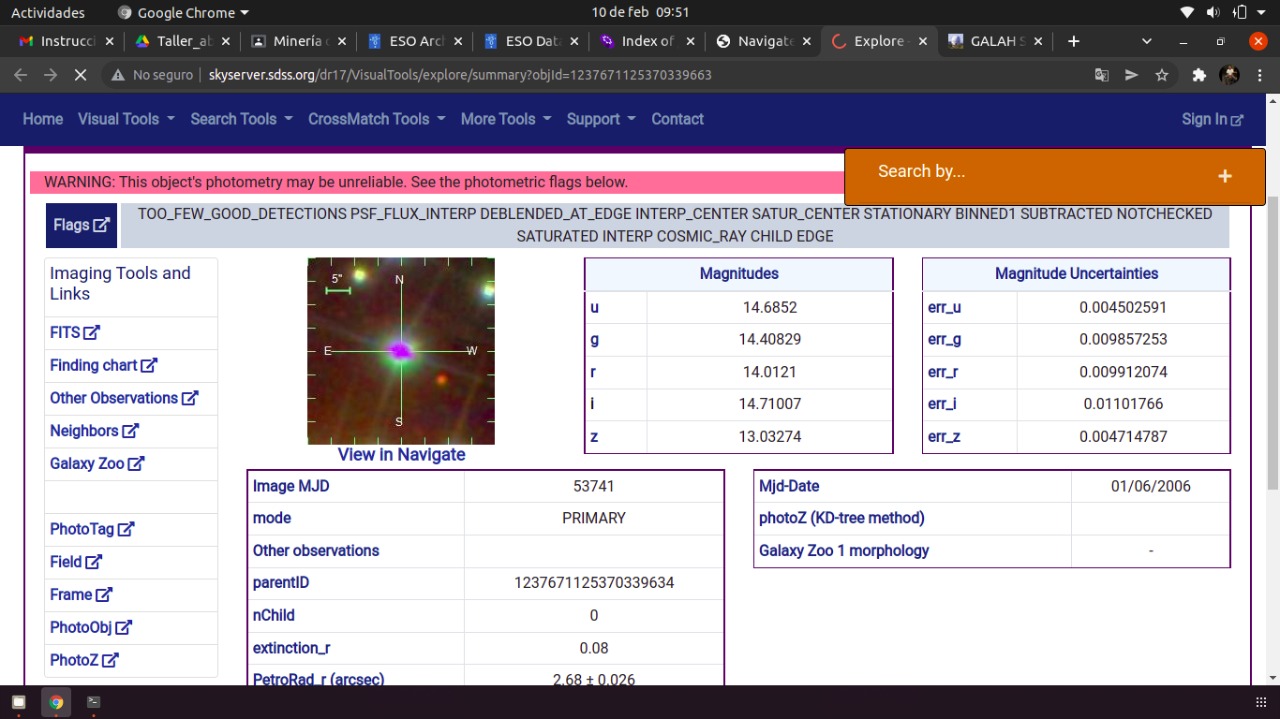 Actividades
Google Chrome
10 de feb 09:51
Instrucci
Taller_ab
Minería d
ESO Arc
ESO Data
Index of
Navigate
Explore
GALAH S
No seguro
skyserver.sdss.org/dr17/VisualTools/explore/summary?objId=1237671125370339663
Home Visual Tools Search Tools CrossMatch Tools More Tools Support Contact Sign In
Search by... +
WARNING: This object's photometry may be unreliable. See the photometric flags below.
Flags
TOO_FEW_GOOD_DETECTIONS PSF_FLUX_INTERP DEBLENDED_AT_EDGE INTERP_CENTER SATUR_CENTER STATIONARY BINNED1 SUBTRACTED NOTCHECKED
SATURATED INTERP COSMIC_RAY CHILD EDGE
Imaging Tools and
Links
FITS
Finding chart
Other Observations
Neighbors
Galaxy Zoo
PhotoTag
Field
Frame
PhotoObj
PhotoZ
5"
N
E
W
S
View in Navigate
Magnitudes
u 14.6852
g 14.40829
r 14.0121
i 14.71007
z 13.03274
Magnitude Uncertainties
err_u 0.004502591
err_g 0.009857253
err_r 0.009912074
err_i 0.01101766
err_z 0.004714787
Image MJD 53741
mode PRIMARY
Other observations
parentID 1237671125370339634
nChild 0
extinction_r 0.08
PetroRad_r (arcsec) 2.68 ± 0.026
Mjd-Date 01/06/2006
photoZ (KD-tree method)
Galaxy Zoo 1 morphology -